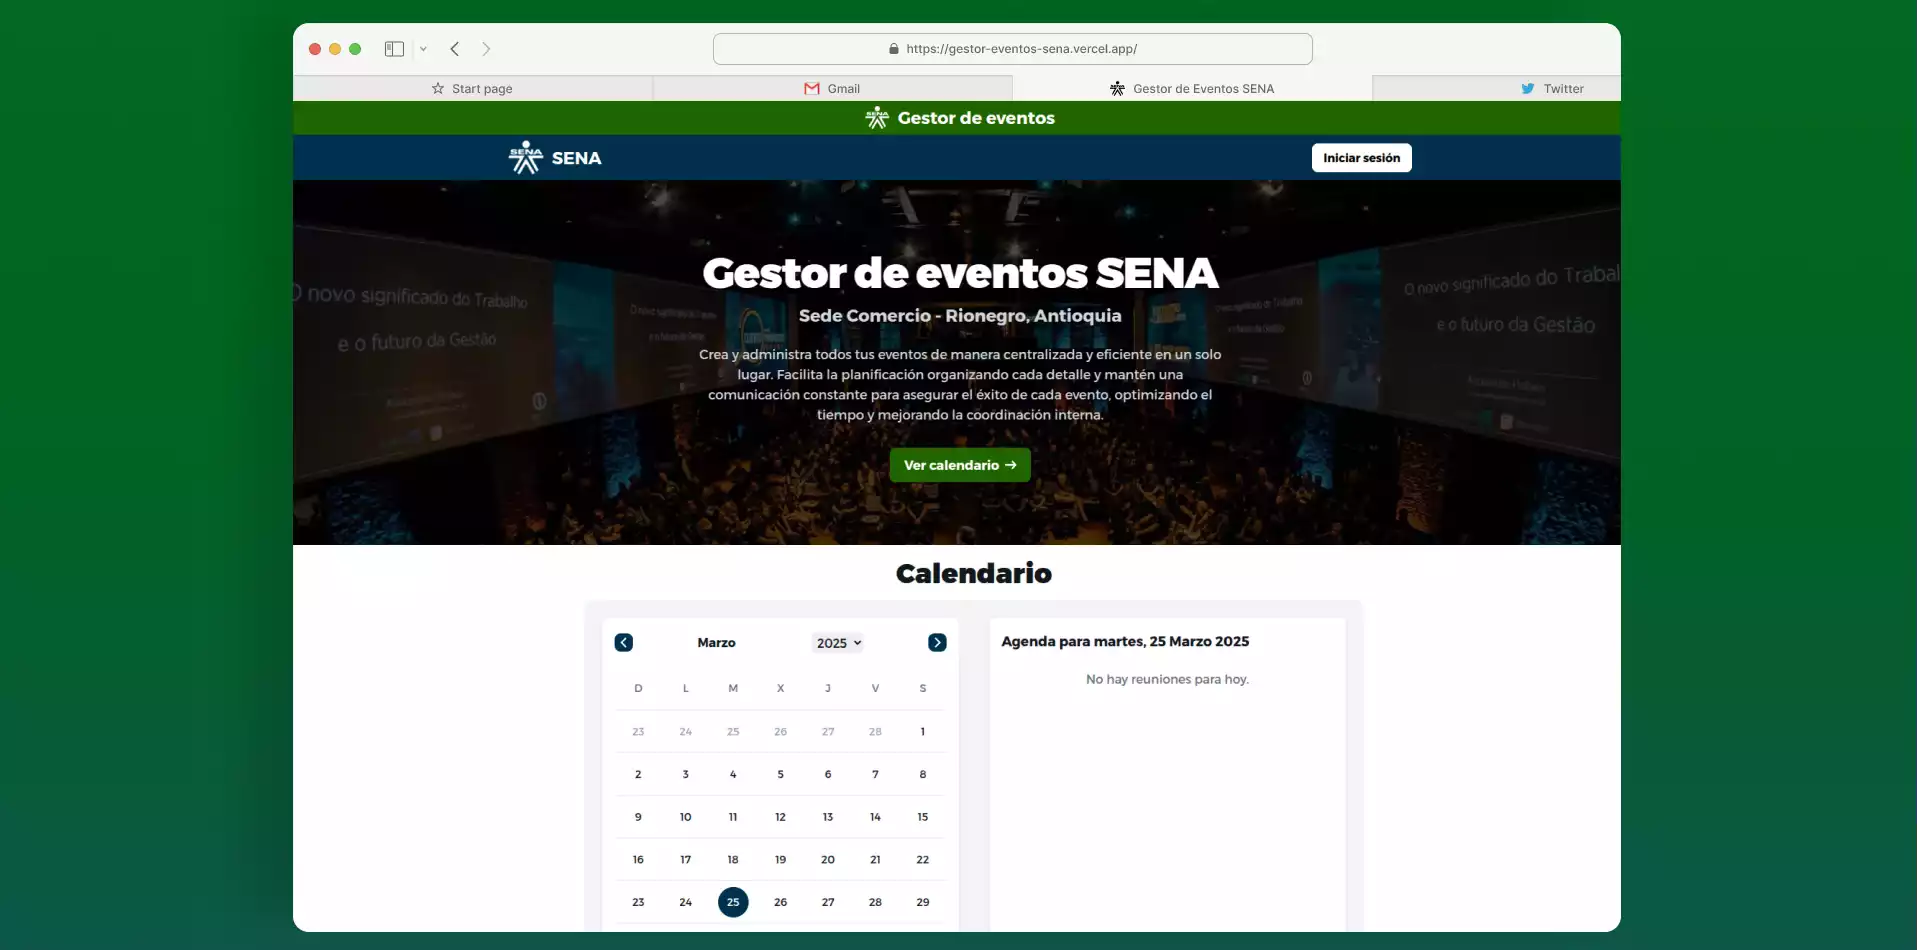 https://gestor-eventos-sena.vercel.app/
Start page
Gmail
Gestor de Eventos SENA
Twitter
SENA
Gestor de eventos
SENA
SENA
Iniciar sesión
Gestor de eventos SENA
Sede Comercio - Rionegro, Antioquia
Crea y administra todos tus eventos de manera centralizada y eficiente en un solo
lugar. Facilita la planificación organizando cada detalle y mantén una
comunicación constante para asegurar el éxito de cada evento, optimizando el
tiempo y mejorando la coordinación interna.
Ver calendario →
O novo significado do Trabalho
e o futuro da Gestão
O novo significado do Trabal
e o futuro da Gestão
Calendario
Marzo
2025
D L M X J V S
23 24 25 26 27 28 1
2 3 4 5 6 7 8
9 10 11 12 13 14 15
16 17 18 19 20 21 22
23 24 25 26 27 28 29
Agenda para martes, 25 Marzo 2025
No hay reuniones para hoy.